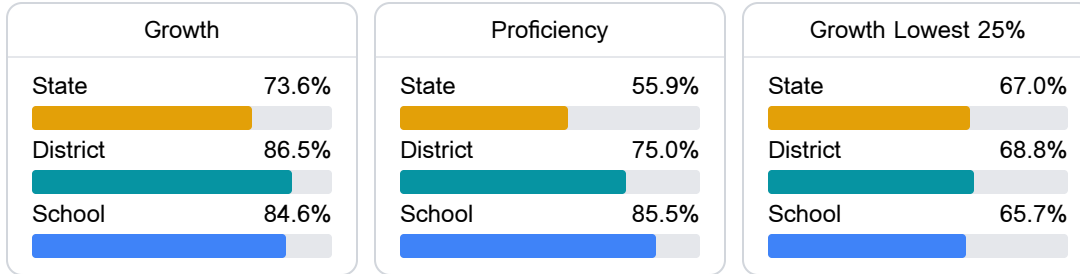 Growth
State 73.6%
District 86.5%
School 84.6%
Proficiency
State 55.9%
District 75.0%
School 85.5%
Growth Lowest 25%
State 67.0%
District 68.8%
School 65.7%